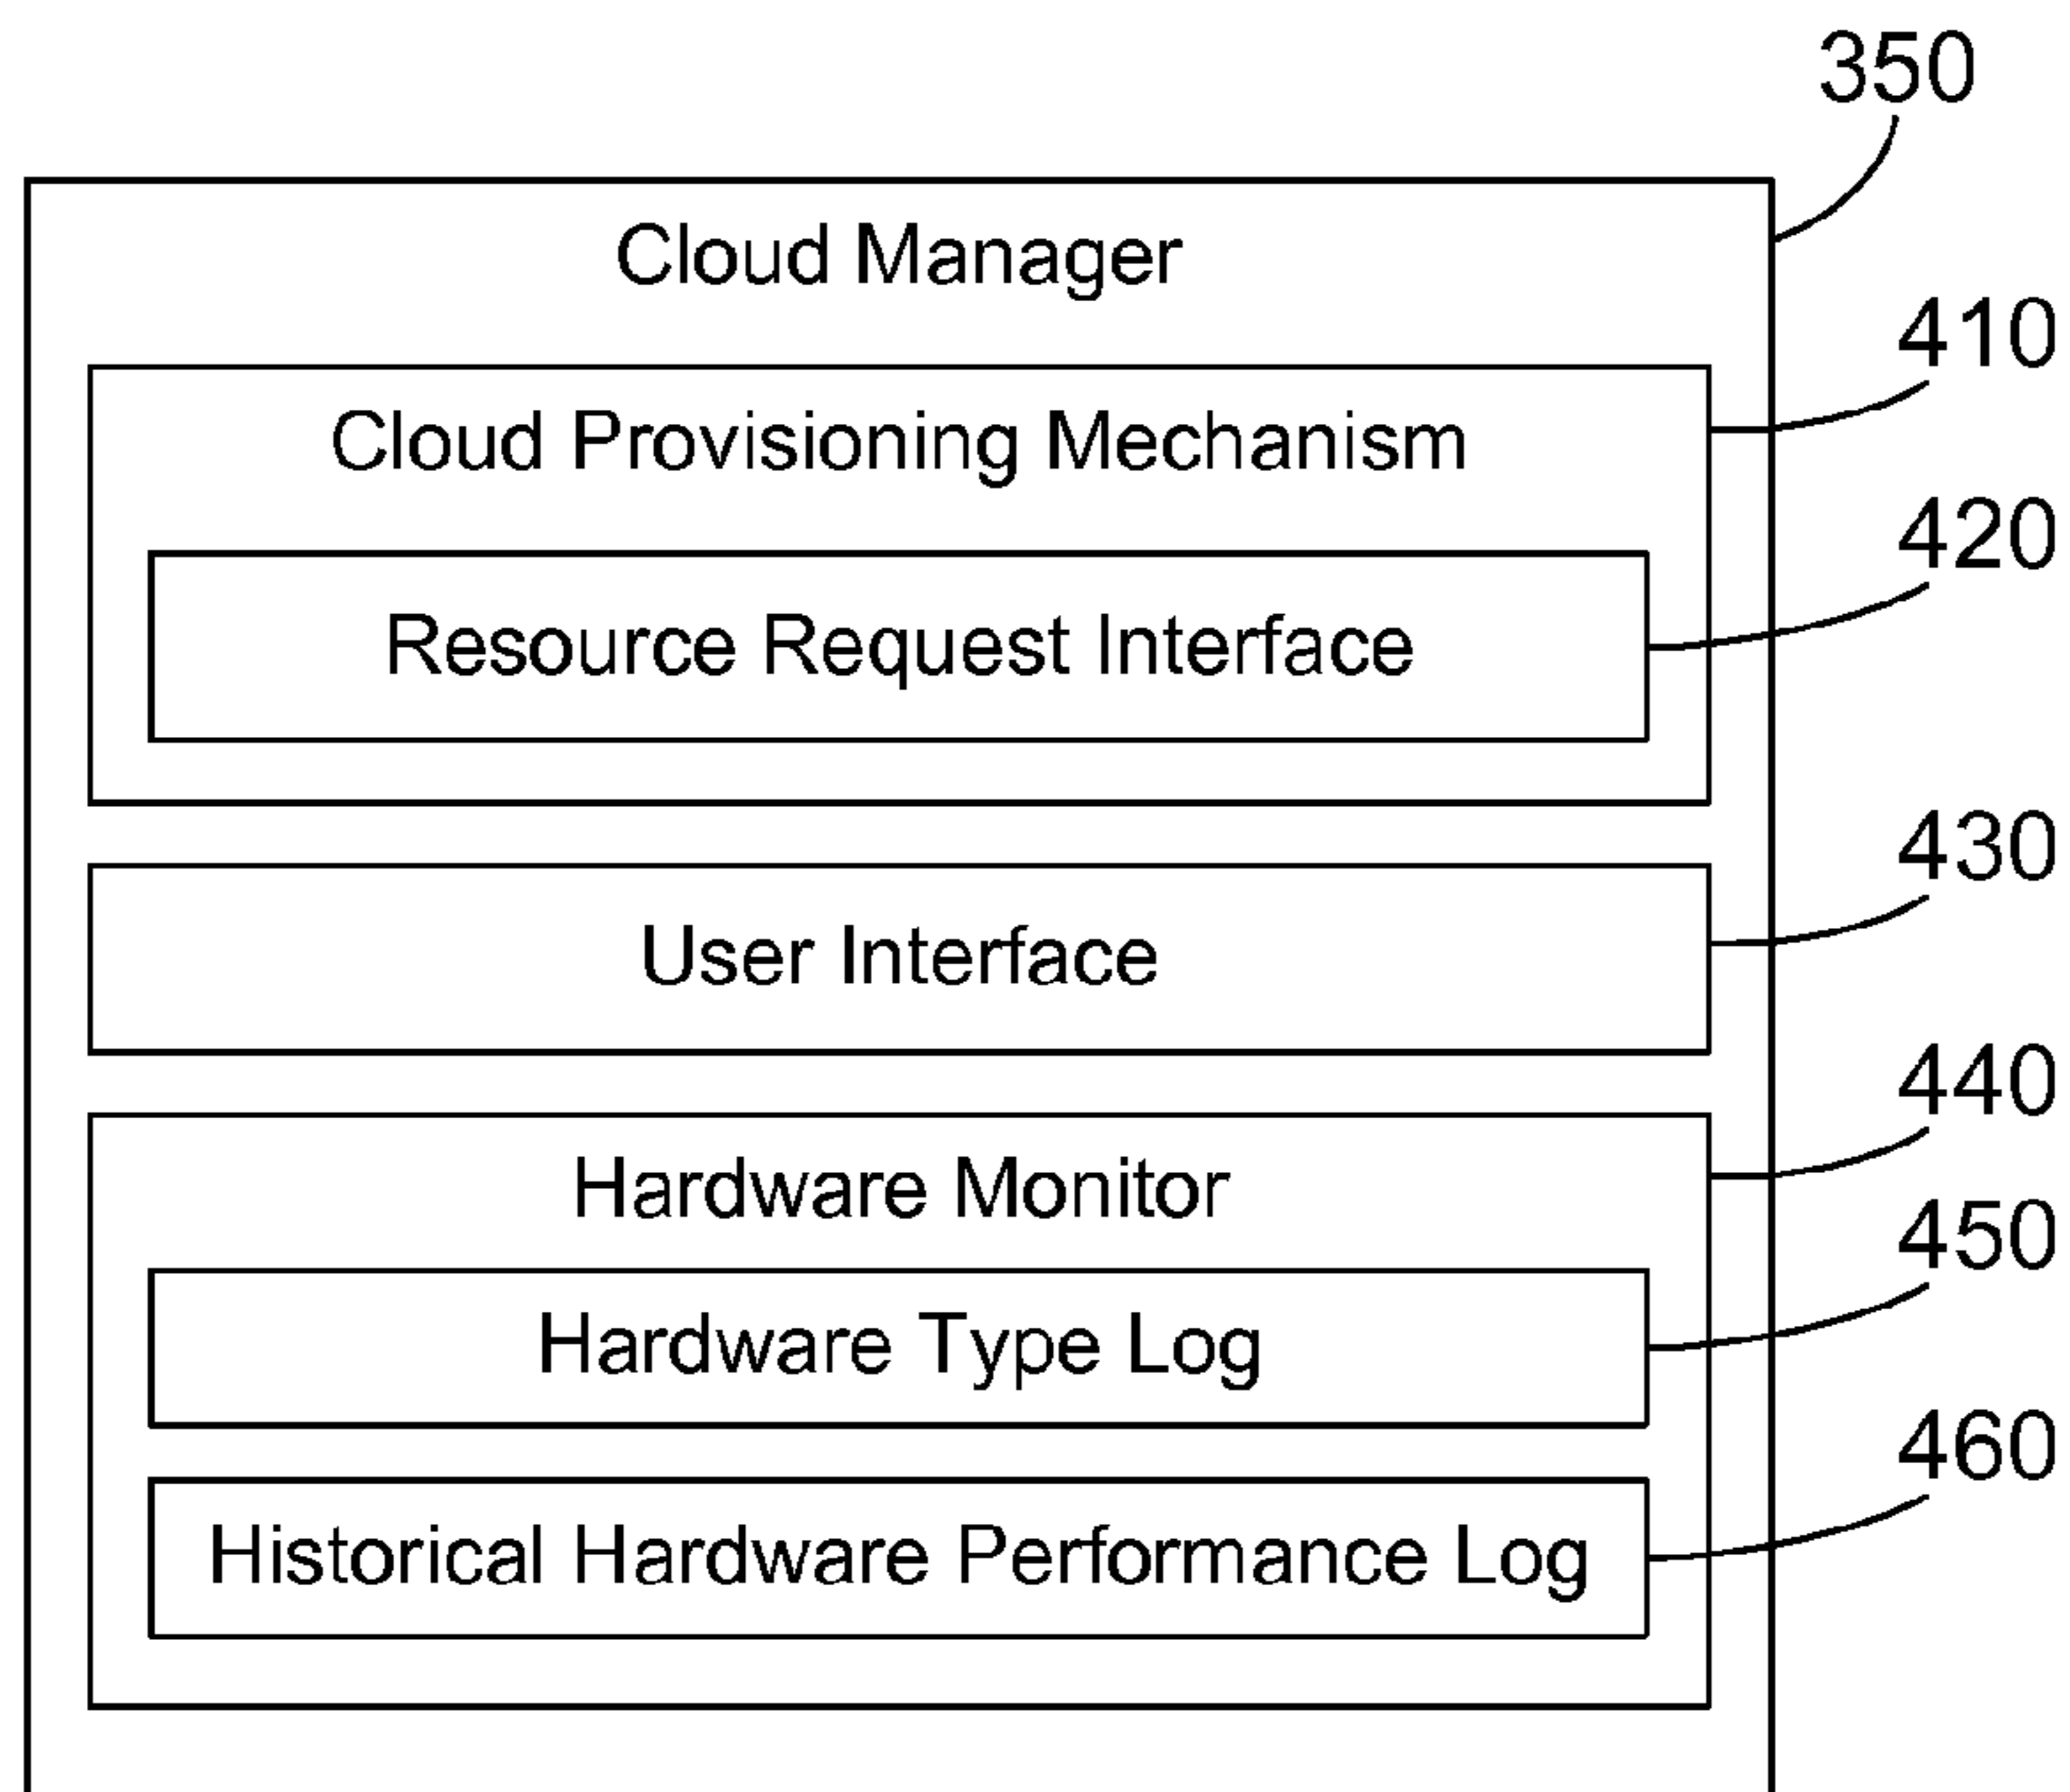 350
Cloud Manager
410
Cloud Provisioning Mechanism
420
Resource Request Interface
430
User Interface
440
Hardware Monitor
450
Hardware Type Log
460
Historical Hardware Performance Log